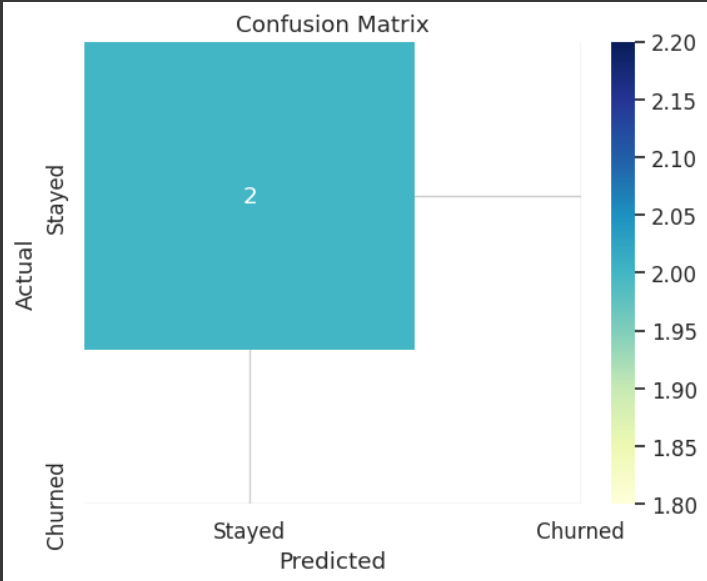 Confusion Matrix
Actual
Stayed
Churned
2
Stayed
Churned
Predicted
2.20
2.15
2.10
2.05
2.00
1.95
1.90
1.85
1.80